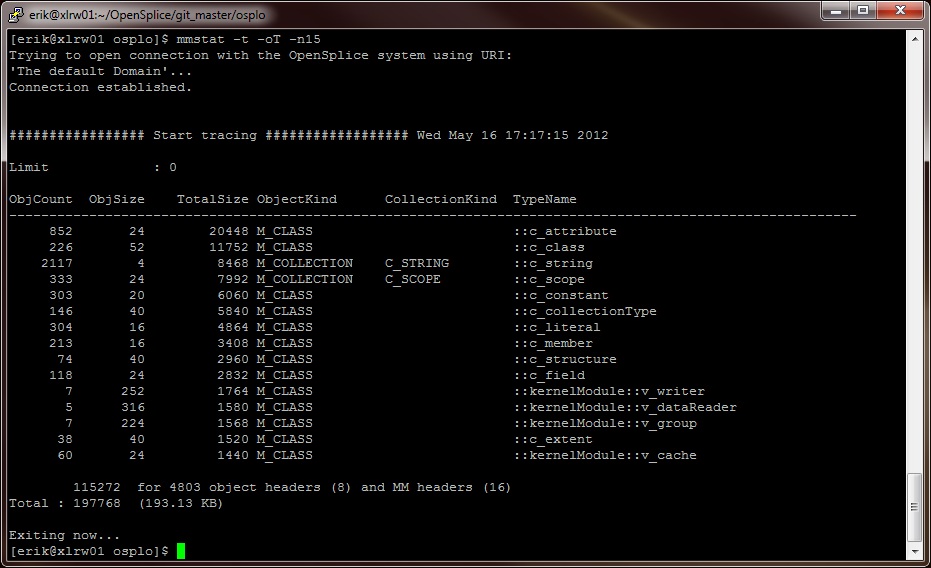 erik@xlrw01:~/OpenSplice/git_master/osplo
[erik@xlrw01 osplo]$ mmstat -t -oT -n15
Trying to open connection with the OpenSplice system using URI:
'The default Domain'...
Connection established.
################# Start tracing ################## Wed May 16 17:17:15 2012
Limit : 0
ObjCount ObjSize TotalSize ObjectKind CollectionKind TypeName
852 24 20448 M_CLASS ::c_attribute
226 52 11752 M_CLASS ::c_class
2117 4 8468 M_COLLECTION C_STRING ::c_string
333 24 7992 M_COLLECTION C_SCOPE ::c_scope
303 20 6060 M_CLASS ::c_constant
146 40 5840 M_CLASS ::c_collectionType
304 16 4864 M_CLASS ::c_literal
213 16 3408 M_CLASS ::c_member
74 40 2960 M_CLASS ::c_structure
118 24 2832 M_CLASS ::c_field
7 252 1764 M_CLASS ::kernelModule::v_writer
5 316 1580 M_CLASS ::kernelModule::v_dataReader
7 224 1568 M_CLASS ::kernelModule::v_group
38 40 1520 M_CLASS ::c_extent
60 24 1440 M_CLASS ::kernelModule::v_cache
115272 for 4803 object headers (8) and MM headers (16)
Total : 197768 (193.13 KB)
Exiting now...
[erik@xlrw01 osplo]$